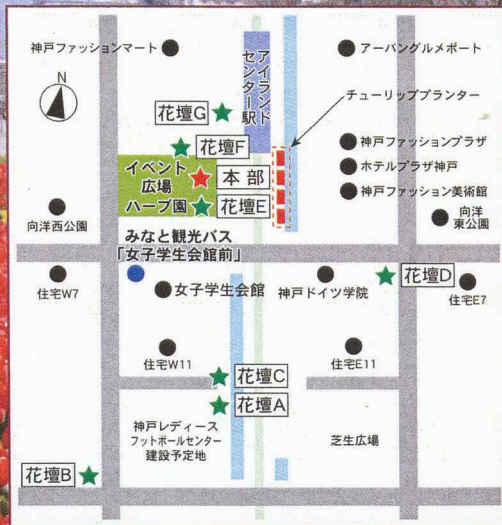 神戸ファッションマート
アイランド
センター駅
アーバングルメポート
N
チューリッププランター
花壇G
花壇F
神戸ファッションプラザ
イベント
広場
本部
ホテルプラザ神戸
ハーブ園
花壇E
神戸ファッション美術館
向洋西公園
向洋
東公園
みなと観光バス
「女子学生会館前」
住宅W7
女子学生会館
神戸ドイツ学院
花壇D
住宅E7
住宅W11
住宅E11
花壇C
花壇A
神戸レディース
フットボールセンター
建設予定地
芝生広場
花壇B